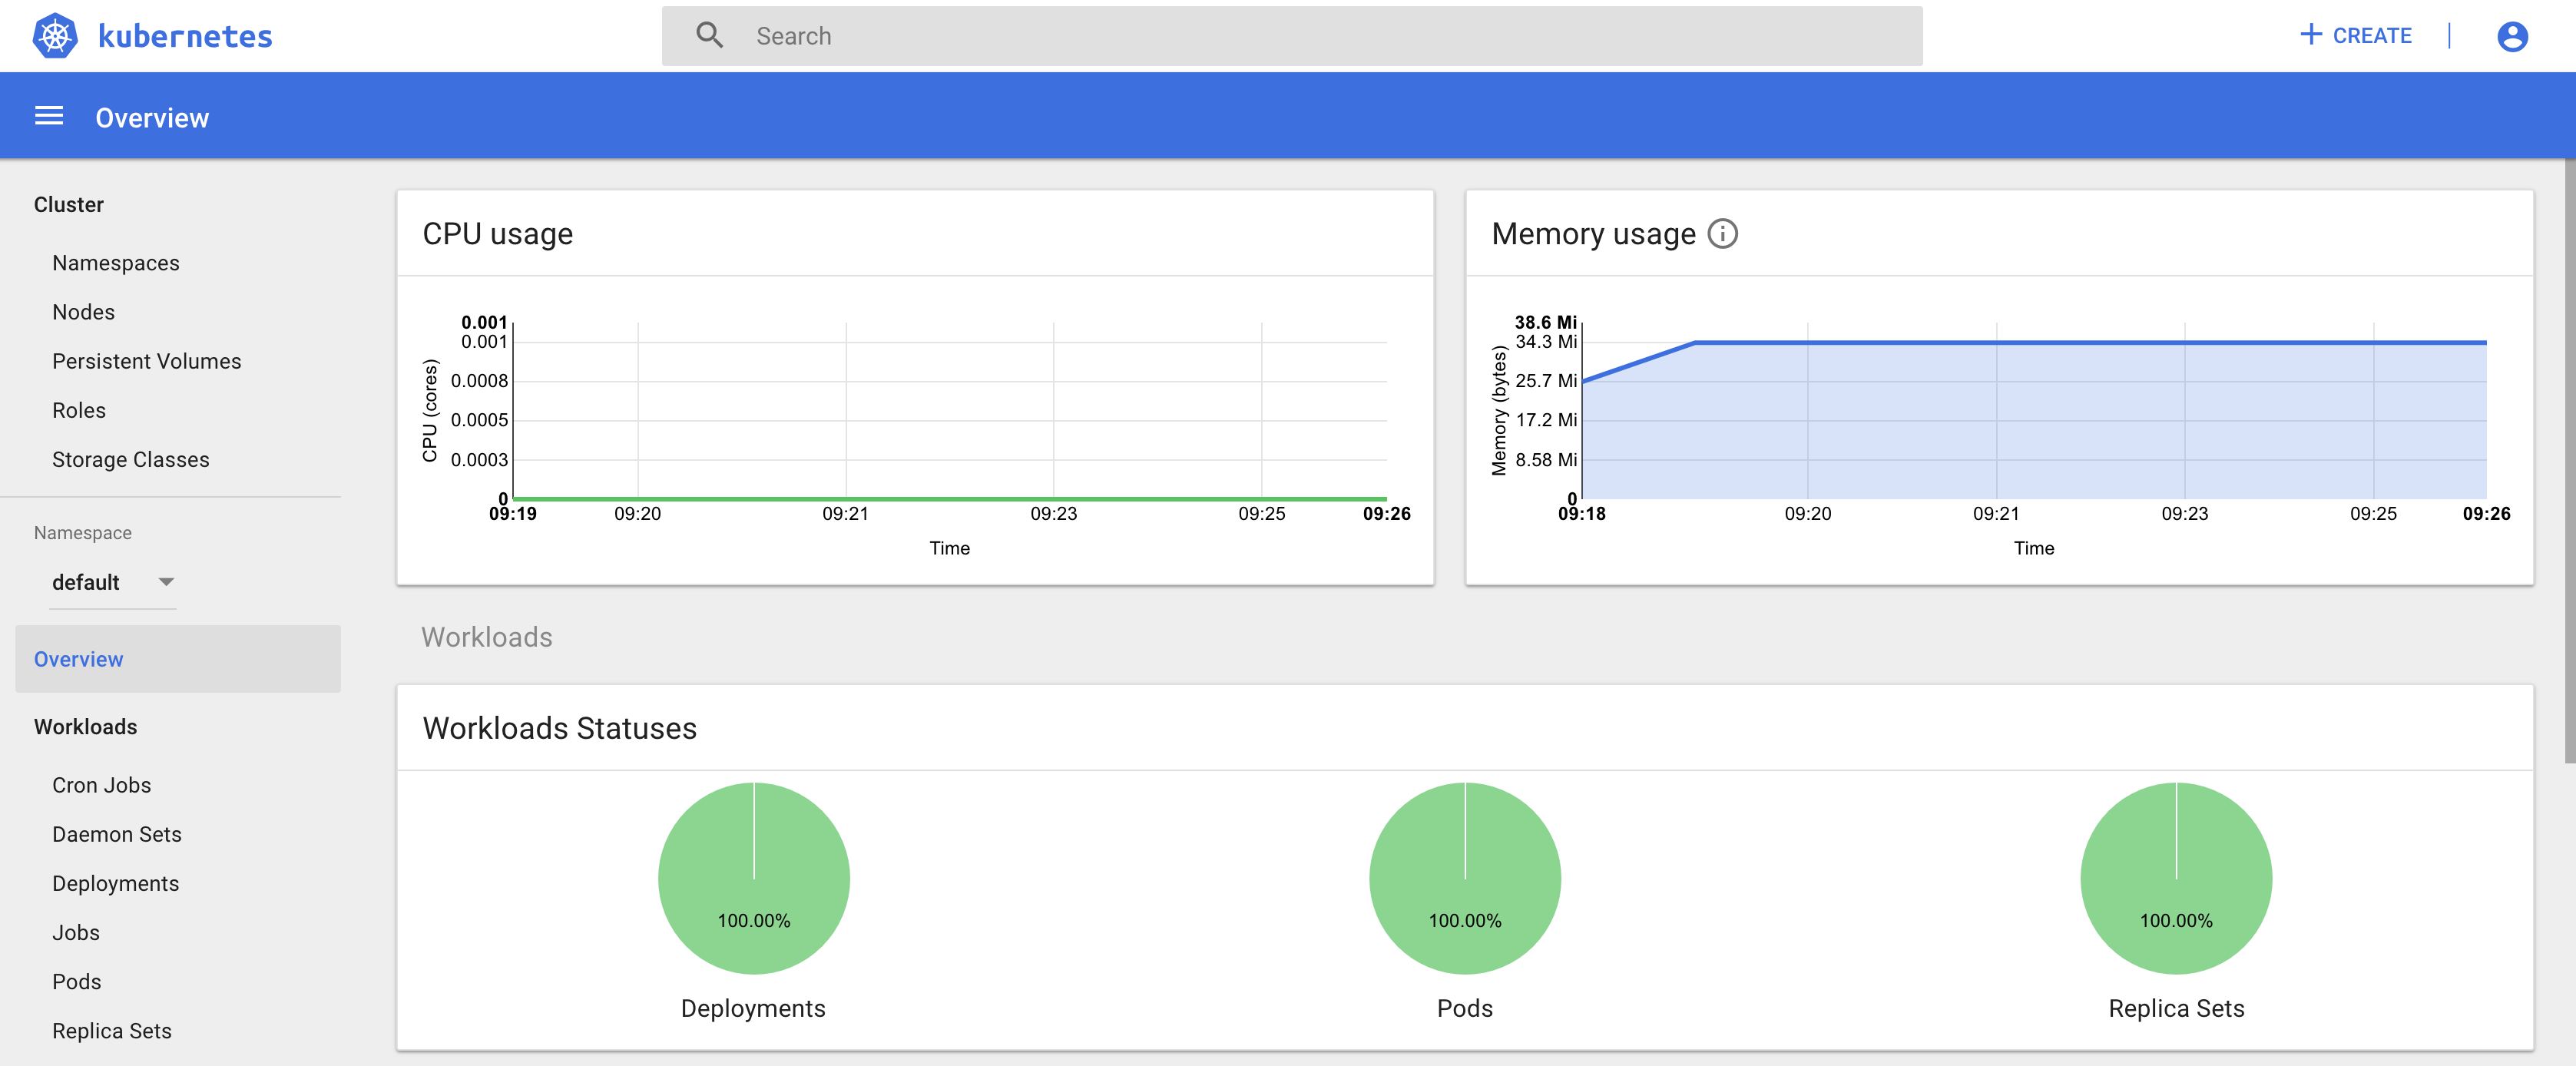 kubernetes
Search
CREATE
Overview
Cluster
Namespaces
Nodes
Persistent Volumes
Roles
Storage Classes
Namespace
default
Overview
Workloads
Cron Jobs
Daemon Sets
Deployments
Jobs
Pods
Replica Sets
CPU usage
CPU (cores)
0.001
0.001
0.0008
0.0005
0.0003
0
09:19 09:20 09:21 09:23 09:25 09:26
Time
Memory usage
Memory (bytes)
38.6 Mi
34.3 Mi
25.7 Mi
17.2 Mi
8.58 Mi
0
09:18 09:20 09:21 09:23 09:25 09:26
Time
Workloads
Workloads Statuses
100.00% 100.00% 100.00%
Deployments Pods Replica Sets